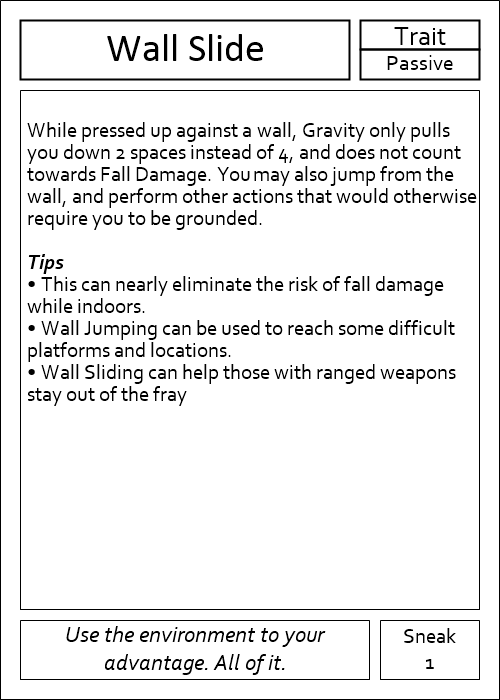 Wall Slide
Trait
Passive
While pressed up against a wall, Gravity only pulls
you down 2 spaces instead of 4, and does not count
towards Fall Damage. You may also jump from the
wall, and perform other actions that would otherwise
require you to be grounded.
Tips
• This can nearly eliminate the risk of fall damage
while indoors.
• Wall Jumping can be used to reach some difficult
platforms and locations.
• Wall Sliding can help those with ranged weapons
stay out of the fray
Use the environment to your
advantage. All of it.
Sneak
1